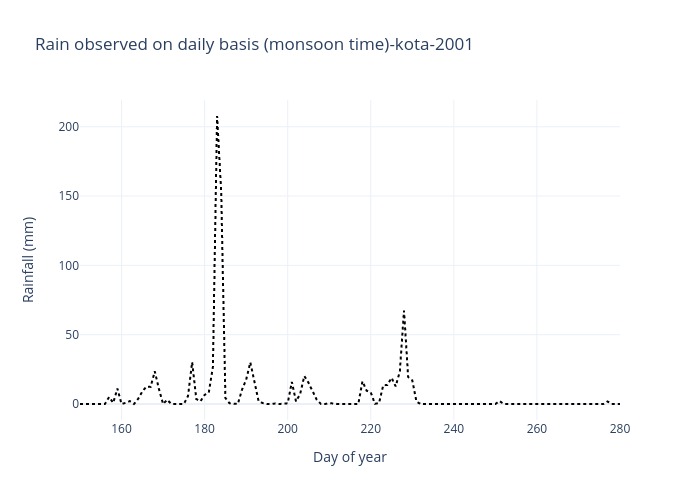 Rain observed on daily basis (monsoon time)-kota-2001
200
150
100
50
0
Rainfall (mm)
160 180 200 220 240 260 280
Day of year